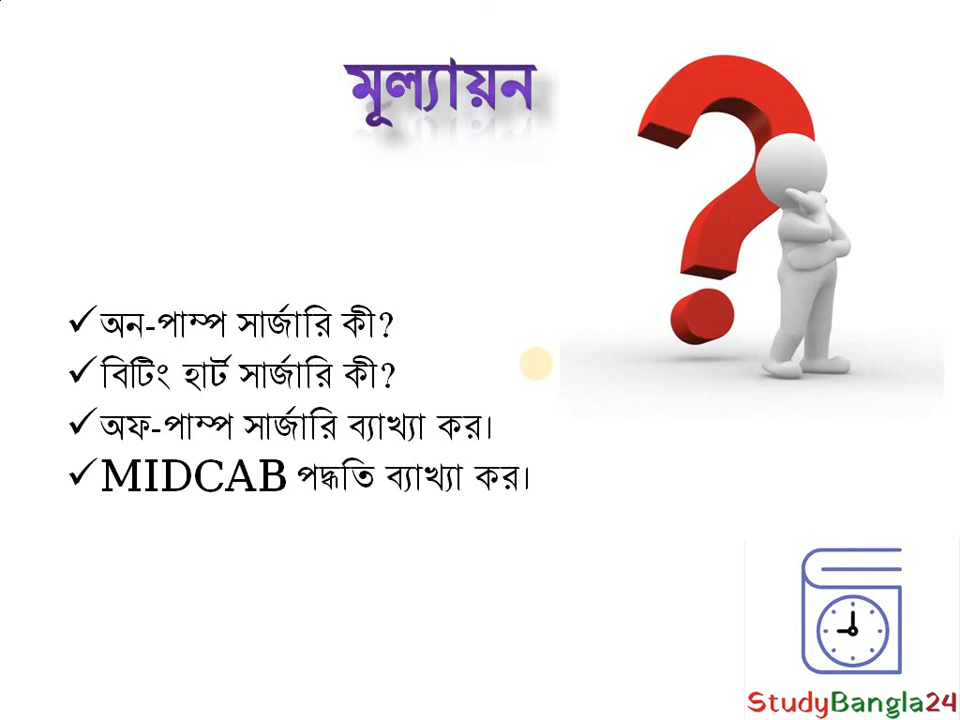 মূল্যায়ন
অন-পাম্প সার্জারি কী?
বিটিং হার্ট সার্জারি কী?
অফ-পাম্প সার্জারি ব্যাখ্যা কর।
MIDCAB পদ্ধতি ব্যাখ্যা কর।
StudyBangla24